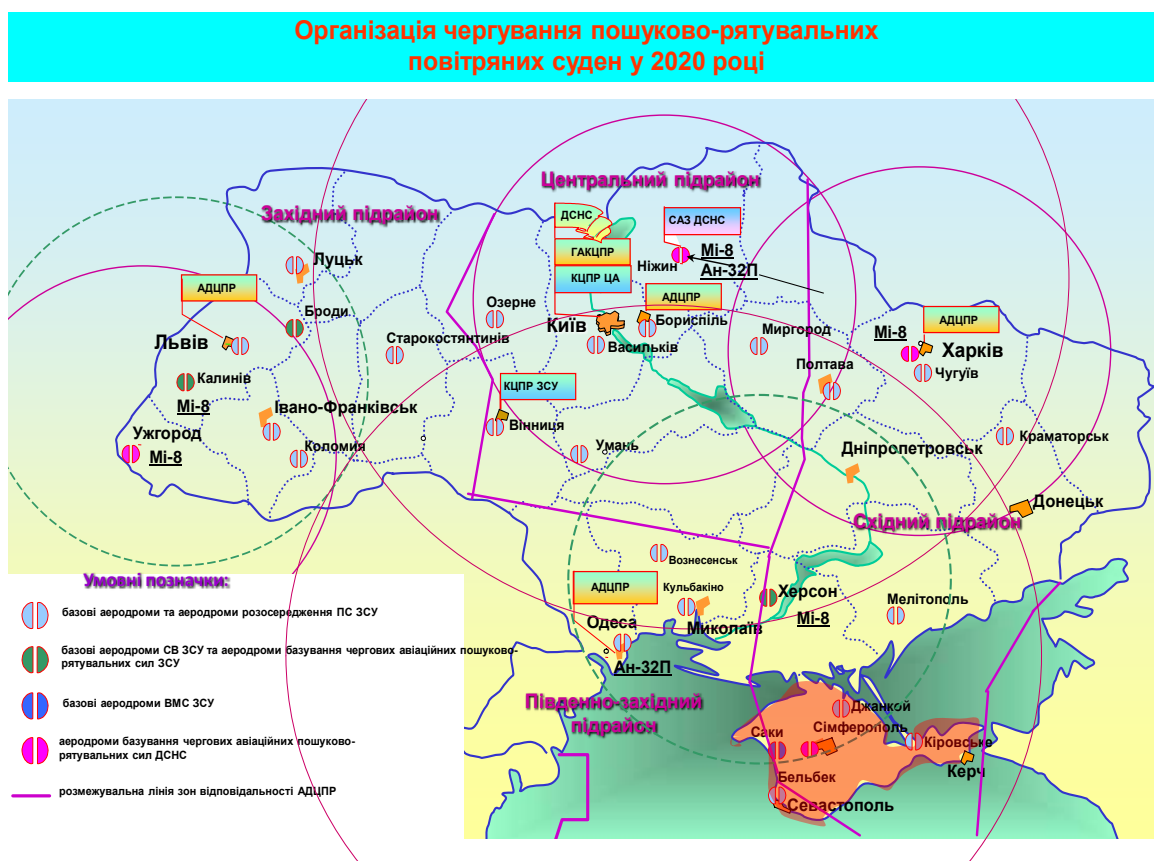 Організація чергування пошуково-рятувальних
повітряних суден у 2020 році
Центральний підрайон
Західний підрайон
ДСНС
САЗ ДСНС
ГАКЦПР
Мі-8
Ан-32П
Луцьк
КЦПР ЦА
Ніжин
АДЦПР
АДЦПР
Броди
Озерне
Київ
Бориспіль
Миргород
АДЦПР
Мі-8
Львів
Старокостянтинів
Васильків
Харків
Полтава
Чугуїв
Калинів
КЦПР ЗСУ
Мі-8
Івано-Франківськ
Вінниця
Ужгород
Мі-8
Коломия
Умань
Краматорськ
Дніпропетровськ
Донецьк
Східний підрайон
Вознесенськ
АДЦПР
Кульбакіно
Херсон
Мелітополь
Одеса
Миколаїв
Мі-8
Ан-32П
Південно-західний
підрайон
Джанкой
Саки
Сімферополь
Кіровське
Керч
Бельбек
Севастополь
Умовні позначки:
базові аеродроми та аеродроми розосередження ПС ЗСУ
базові аеродроми СВ ЗСУ та аеродроми базування чергових авіаційних пошуково-
рятувальних сил ЗСУ
базові аеродроми ВМС ЗСУ
аеродроми базування чергових авіаційних пошуково-
рятувальних сил ДСНС
розмежувальна лінія зон відповідальності АДЦПР